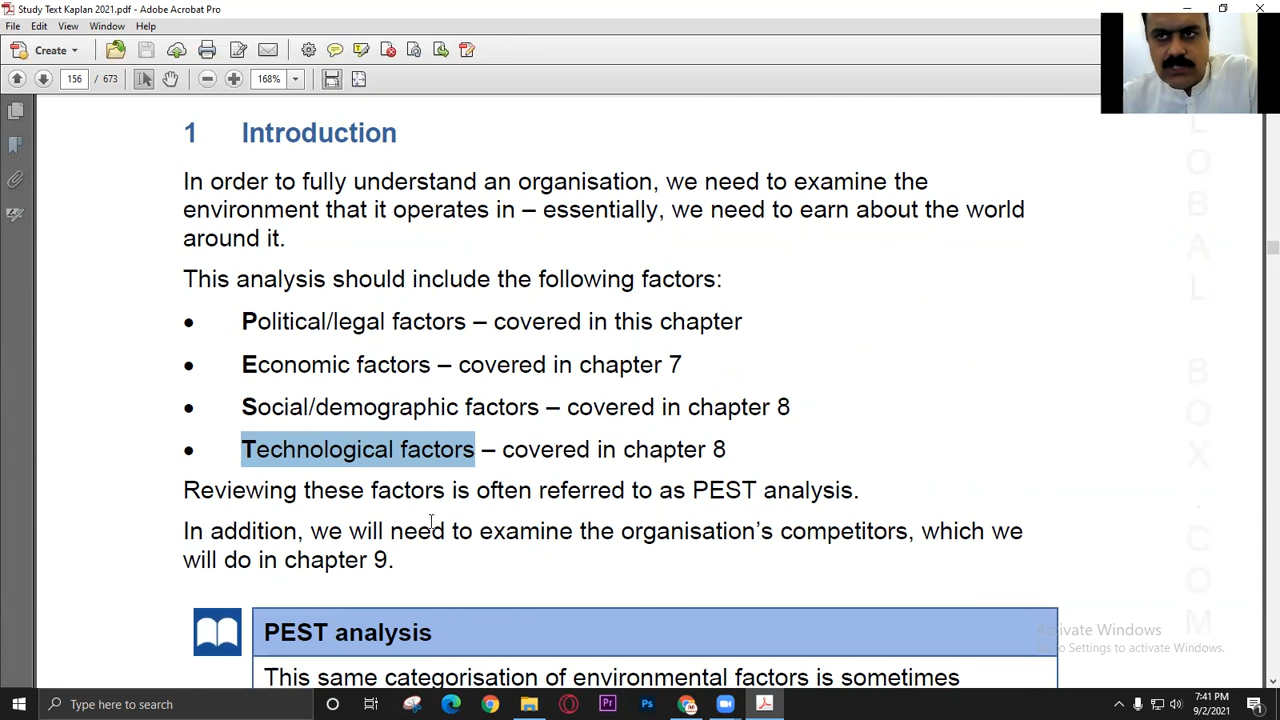 Study Text Kaplan 2021.pdf - Adobe Acrobat Pro
File Edit View Window Help
Create
156 / 673 168%
1 Introduction
In order to fully understand an organisation, we need to examine the
environment that it operates in – essentially, we need to earn about the world
around it.
This analysis should include the following factors:
• Political/legal factors – covered in this chapter
• Economic factors – covered in chapter 7
• Social/demographic factors – covered in chapter 8
• Technological factors – covered in chapter 8
Reviewing these factors is often referred to as PEST analysis.
In addition, we will need to examine the organisation's competitors, which we
will do in chapter 9.
PEST analysis
This same categorisation of environmental factors is sometimes
LOBAL BOX.COM
Activate Windows
Go to Settings to activate Windows.
Type here to search
Pr
Ps
7:41 PM
9/2/2021
1